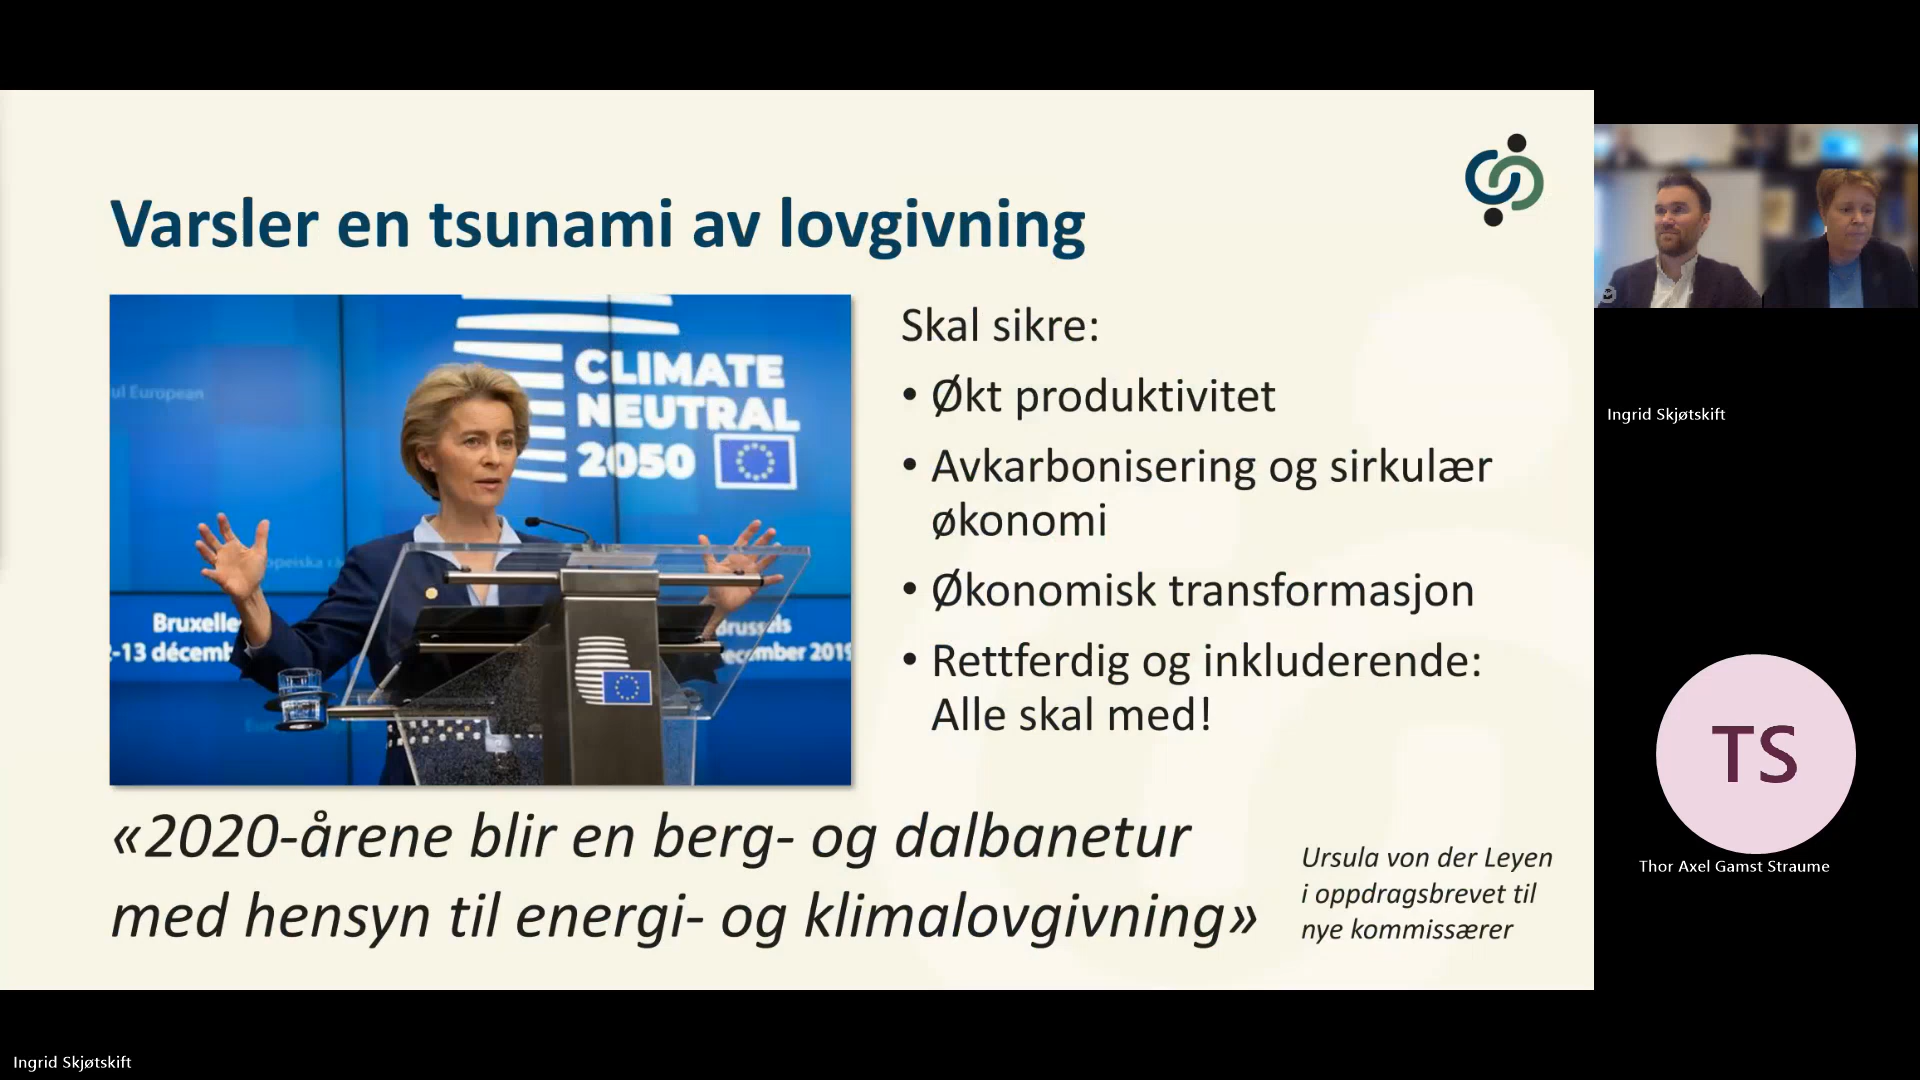 Varsler en tsunami av lovgivning
CLIMATE
NEUTRAL
2050
ul European
opeiska
Bruxelle
-13 décemb
Brussels
ecember 2019
Skal sikre:
• Økt produktivitet
• Avkarbonisering og sirkulær
økonomi
• Økonomisk transformasjon
• Rettferdig og inkluderende:
Alle skal med!
«2020-årene blir en berg- og dalbanetur
med hensyn til energi- og klimalovgivning»
Ursula von der Leyen
i oppdragsbrevet til
nye kommissærer
Ingrid Skjøtskift
TS
Thor Axel Gamst Straume
Ingrid Skjøtskift